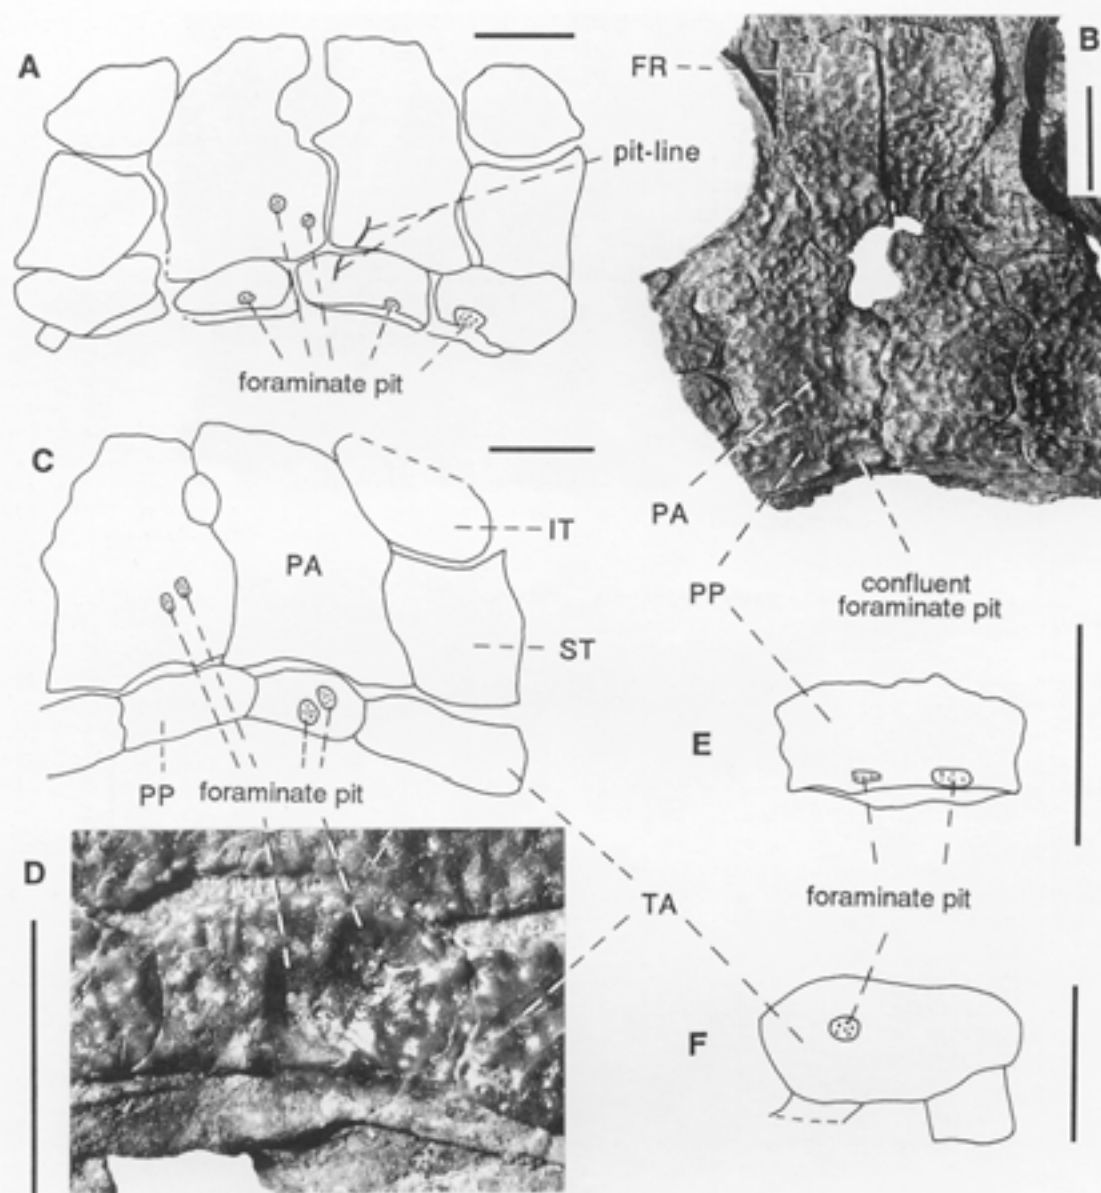 A
B
FR
pit-line
foraminate pit
C
IT
PA
PA
ST
PP
confluent
foraminate pit
PP
foraminate pit
E
D
foraminate pit
TA
F